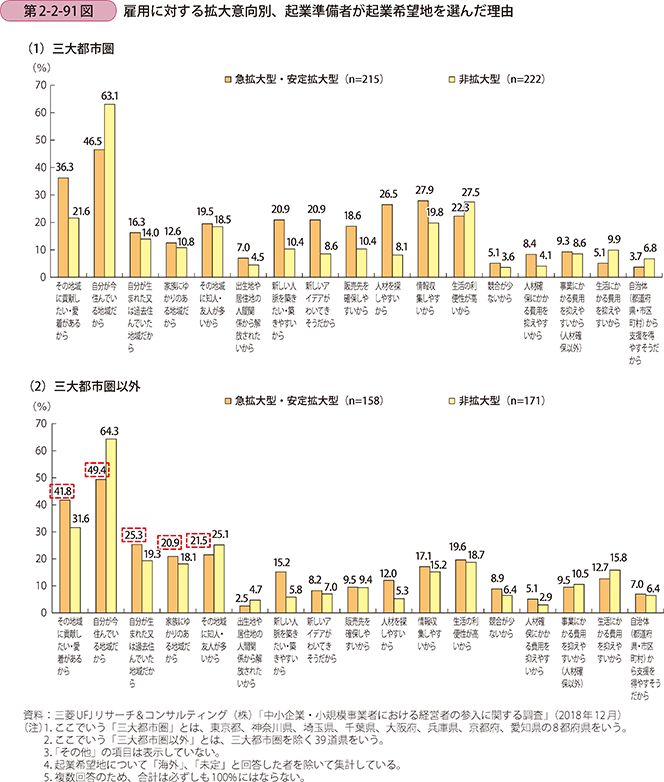 第2-2-91図 雇用に対する拡大意向別、起業準備者が起業希望地を選んだ理由
(1) 三大都市圏
(%)
急拡大型・安定拡大型 (n=215) 非拡大型 (n=222)
70
60
50
40
30
20
10
0
36.3 21.6
46.5 63.1
16.3 14.0
12.6 10.8
19.5 18.5
7.0 4.5
20.9 10.4
20.9 8.6
18.6 10.4
26.5 8.1
27.9 19.8
22.3 27.5
5.1 3.6
8.4 4.1
9.3 8.6
5.1 9.9
3.7 6.8
その地域
に貢献し
たい・愛
着がある
から
自分が今
住んでい
る地域だ
から
自分が生
まれた又
は過去住
んでいた
地域だか
ら
家族にゆ
かりのあ
る地域だ
から
その地域
に知人・
友人が多
いから
出生地や
居住地の
人間関
係から解
放された
いから
新しい人
脈を築き
たい・築
きやすい
から
新しいア
イデアが
わいてき
そうだか
ら
販売先を
確保しや
すいから
人材を探
しやすい
から
情報収
集しやす
いから
生活の利
便性が高
いから
競合が少
ないから
人材確
保にかか
る費用を
抑えやす
いから
事業にか
かる費用
を抑えや
すいから
(人材確
保以外)
生活にか
かる費用
を抑えや
すいから
自治体
(都道府
県・市区
町村)から
支援を得
やすそうだ
から
(2) 三大都市圏以外
(%)
急拡大型・安定拡大型 (n=158) 非拡大型 (n=171)
70
60
50
40
30
20
10
0
41.8 31.6
49.4 64.3
25.3 19.3
20.9 18.1
21.5 25.1
2.5 4.7
15.2 5.8
8.2 7.0
9.5 9.4
12.0 5.3
17.1 15.2
19.6 18.7
8.9 6.4
5.1 2.9
9.5 10.5
12.7 15.8
7.0 6.4
その地域
に貢献し
たい・愛
着がある
から
自分が今
住んでい
る地域だ
から
自分が生
まれた又
は過去住
んでいた
地域だか
ら
家族にゆ
かりのあ
る地域だ
から
その地域
に知人・
友人が多
いから
出生地や
居住地の
人間関
係から解
放された
いから
新しい人
脈を築き
たい・築
きやすい
から
新しいア
イデアが
わいてき
そうだか
ら
販売先を
確保しや
すいから
人材を探
しやすい
から
情報収
集しやす
いから
生活の利
便性が高
いから
競合が少
ないから
人材確
保にかか
る費用を
抑えやす
いから
事業にか
かる費用
を抑えや
すいから
(人材確
保以外)
生活にか
かる費用
を抑えや
すいから
自治体
(都道府
県・市区
町村)か
ら支援を
得やすそ
うだから
資料:三菱UFJリサーチ&コンサルティング(株)「中小企業・小規模事業者における経営者の参入に関する調査」(2018年12月)
(注)1.ここでいう「三大都市圏」とは、東京都、神奈川県、埼玉県、千葉県、大阪府、兵庫県、京都府、愛知県の8都府県をいう。
2.ここでいう「三大都市圏以外」とは、三大都市圏を除く39道県をいう。
3.「その他」の項目は表示していない。
4.起業希望地について「海外」、「未定」と回答した者を除いて集計している。
5.複数回答のため、合計は必ずしも100%にはならない。